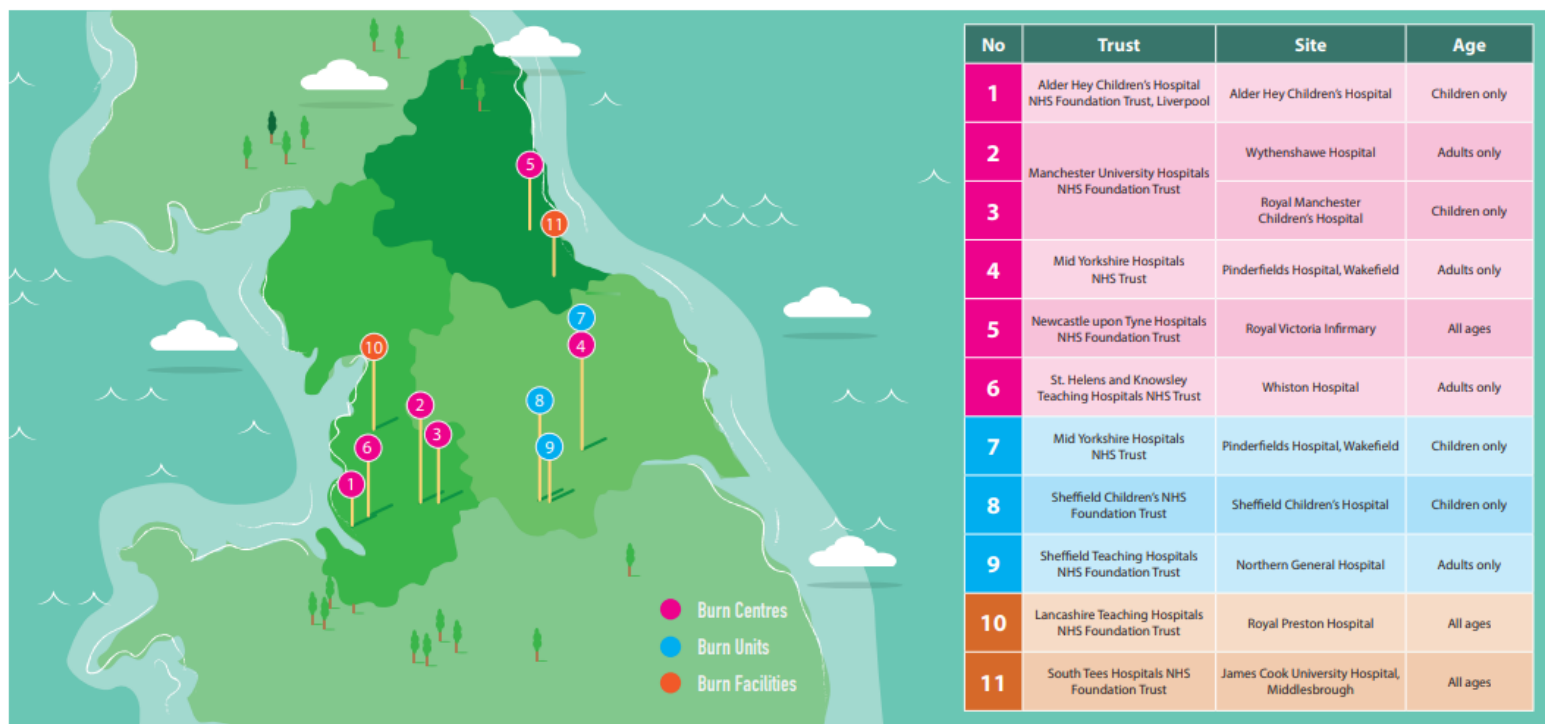 5
11
7
10
4
2
8
3
6
9
1
Burn Centres
Burn Units
Burn Facilities
No Trust Site Age
1 Alder Hey Children's Hospital
NHS Foundation Trust, Liverpool Alder Hey Children's Hospital Children only
2 Manchester University Hospitals
NHS Foundation Trust Wythenshawe Hospital Adults only
3 Royal Manchester
Children's Hospital Children only
4 Mid Yorkshire Hospitals
NHS Trust Pinderfields Hospital, Wakefield Adults only
5 Newcastle upon Tyne Hospitals
NHS Foundation Trust Royal Victoria Infirmary All ages
6 St. Helens and Knowsley
Teaching Hospitals NHS Trust Whiston Hospital Adults only
7 Mid Yorkshire Hospitals
NHS Trust Pinderfields Hospital, Wakefield Children only
8 Sheffield Children's NHS
Foundation Trust Sheffield Children's Hospital Children only
9 Sheffield Teaching Hospitals
NHS Foundation Trust Northern General Hospital Adults only
10 Lancashire Teaching Hospitals
NHS Foundation Trust Royal Preston Hospital All ages
11 South Tees Hospitals NHS
Foundation Trust James Cook University Hospital,
Middlesbrough All ages